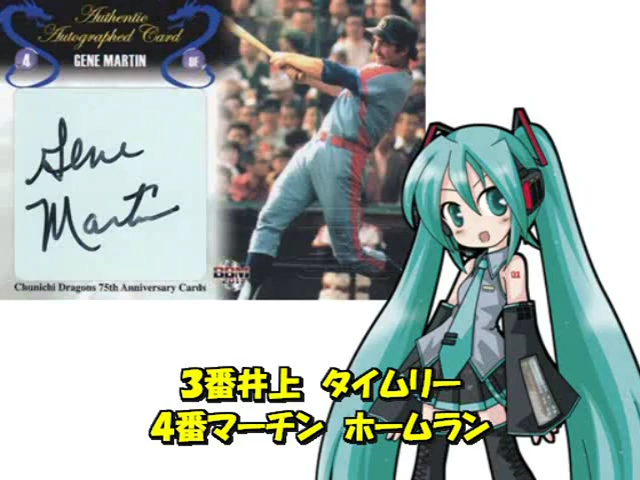 Authentic
Autographed Card
4 GENE MARTIN OF
Gene
Martin
BBM
Chunichi Dragons 75th Anniversary Cards
01
3番井上 タイムリー
4番マーチン ホームラン